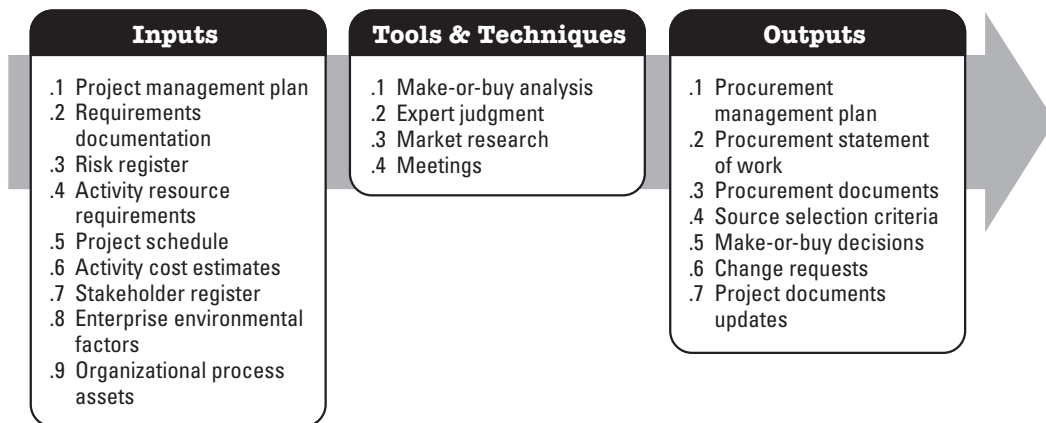 Inputs
.1 Project management plan
.2 Requirements
documentation
.3 Risk register
.4 Activity resource
requirements
.5 Project schedule
.6 Activity cost estimates
.7 Stakeholder register
.8 Enterprise environmental
factors
.9 Organizational process
assets
Tools & Techniques
.1 Make-or-buy analysis
.2 Expert judgment
.3 Market research
.4 Meetings
Outputs
.1 Procurement
management plan
.2 Procurement statement
of work
.3 Procurement documents
.4 Source selection criteria
.5 Make-or-buy decisions
.6 Change requests
.7 Project documents
updates